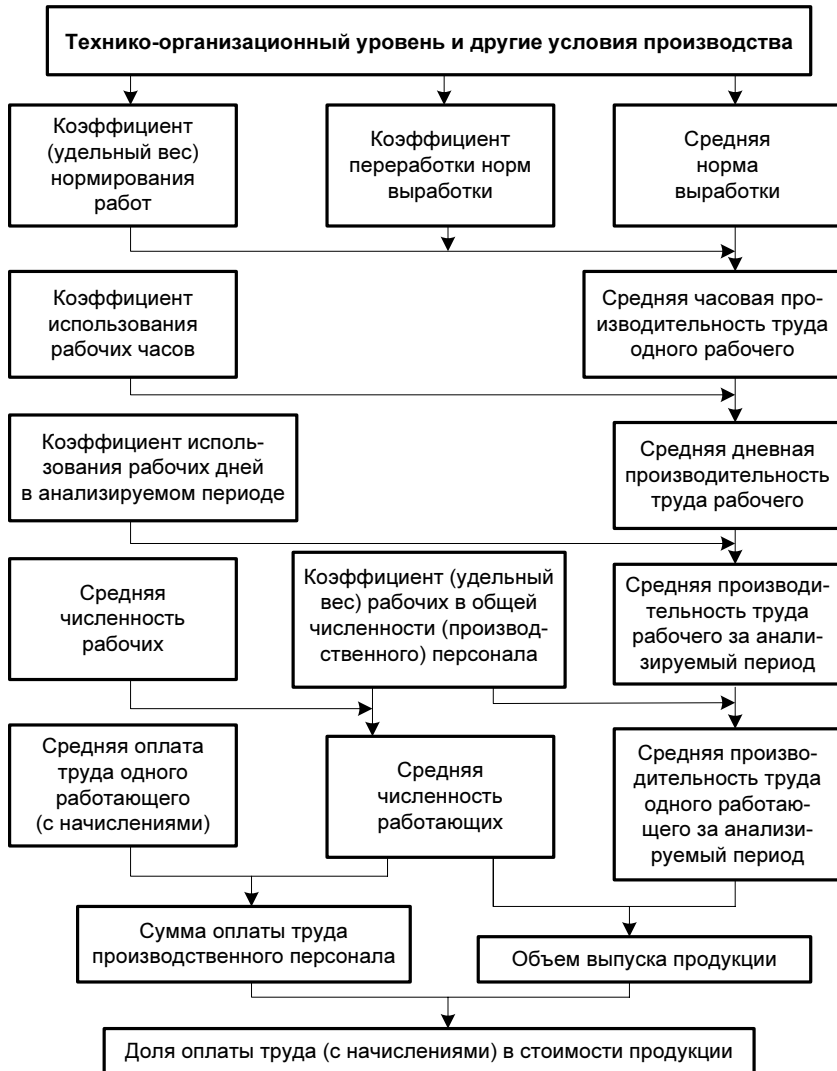 Технико-организационный уровень и другие условия производства
Коэффициент
(удельный вес)
нормирования
работ
Коэффициент
переработки норм
выработки
Средняя
норма
выработки
Коэффициент
использования
рабочих часов
Средняя часовая про-
изводительность труда
одного рабочего
Коэффициент исполь-
зования рабочих дней
в анализируемом периоде
Средняя дневная
производительность
труда рабочего
Средняя
численность
рабочих
Коэффициент (удельный
вес) рабочих в общей
численности (производ-
ственного) персонала
Средняя производи-
тельность труда
рабочего за анали-
зируемый период
Средняя оплата
труда одного
работающего
(с начислениями)
Средняя
численность
работающих
Средняя произво-
дительность труда
одного работаю-
щего за анализи-
руемый период
Сумма оплаты труда
производственного персонала
Объем выпуска продукции
Доля оплаты труда (с начислениями) в стоимости продукции